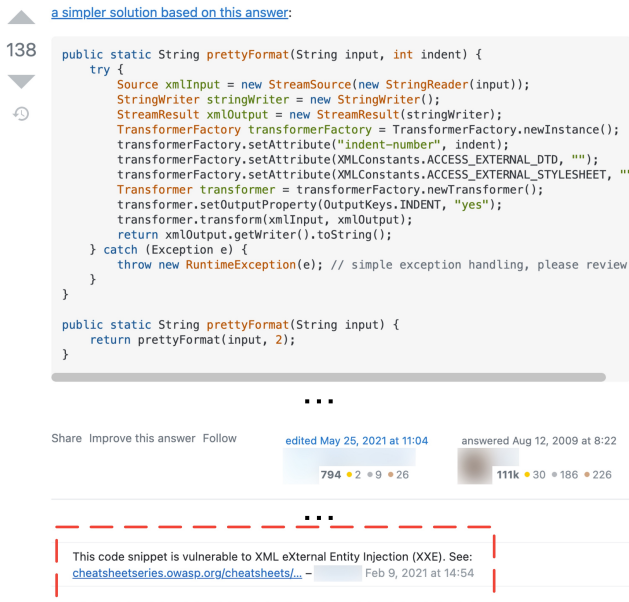 a simpler solution based on this answer:
138
public static String prettyFormat(String input, int indent) {
    try {
        Source xmlInput = new StreamSource(new StringReader(input));
        StringWriter stringWriter = new StringWriter();
        StreamResult xmlOutput = new StreamResult(stringWriter);
        TransformerFactory transformerFactory = TransformerFactory.newInstance();
        transformerFactory.setAttribute("indent-number", indent);
        transformerFactory.setAttribute(XMLConstants.ACCESS_EXTERNAL_DTD, "");
        transformerFactory.setAttribute(XMLConstants.ACCESS_EXTERNAL_STYLESHEET, ""
        Transformer transformer = transformerFactory.newTransformer();
        transformer.setOutputProperty(OutputKeys.INDENT, "yes");
        transformer.transform(xmlInput, xmlOutput);
        return xmlOutput.getWriter().toString();
    } catch (Exception e) {
        throw new RuntimeException(e); // simple exception handling, please review
    }
}
public static String prettyFormat(String input) {
    return prettyFormat(input, 2);
}
...
Share Improve this answer Follow edited May 25, 2021 at 11:04 answered Aug 12, 2009 at 8:22
794 ●2 ●9 ●26 111k ●30 ●186 ●226
...
This code snippet is vulnerable to XML eXternal Entity Injection (XXE). See:
cheatsheetseries.owasp.org/cheatsheets/... – Feb 9, 2021 at 14:54